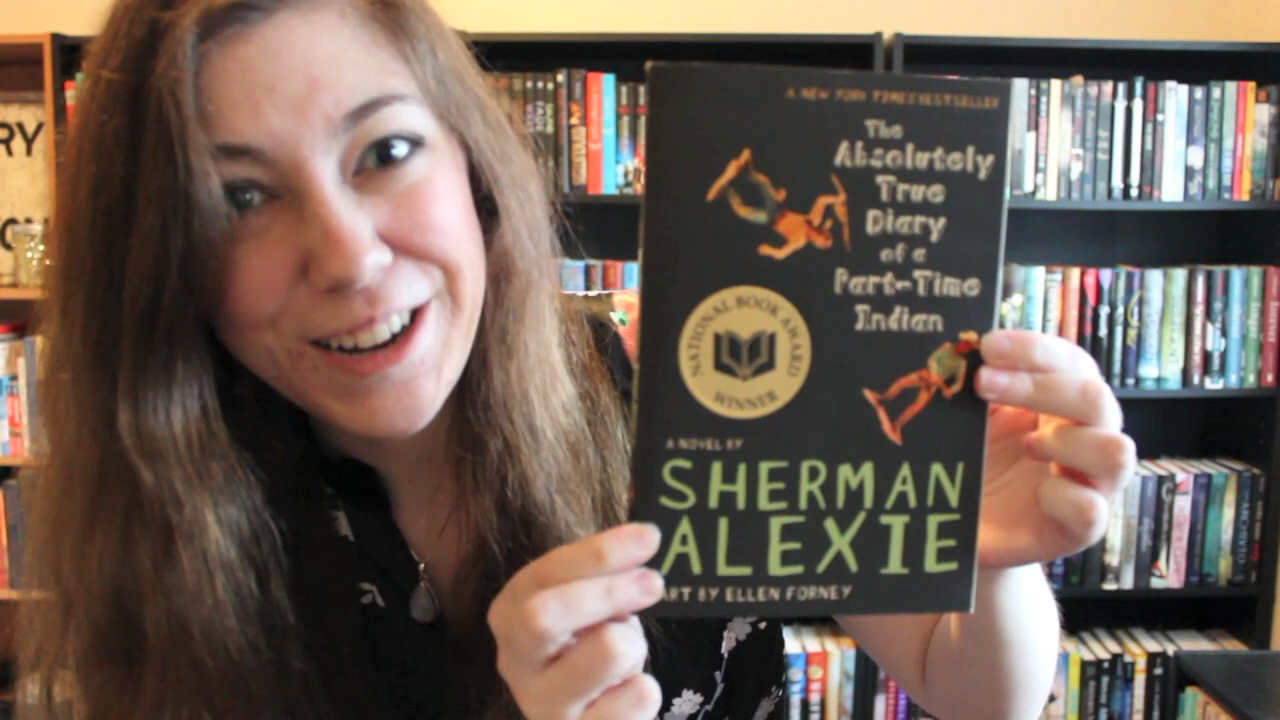 RY
A NEW YORK TIMES BESTSELLER
The
Absolutely
True
Diary
of a
Part-Time
Indian
NATIONAL BOOK AWARD
WINNER
A NOVEL BY
SHERMAN
ALEXIE
ART BY ELLEN FORNEY